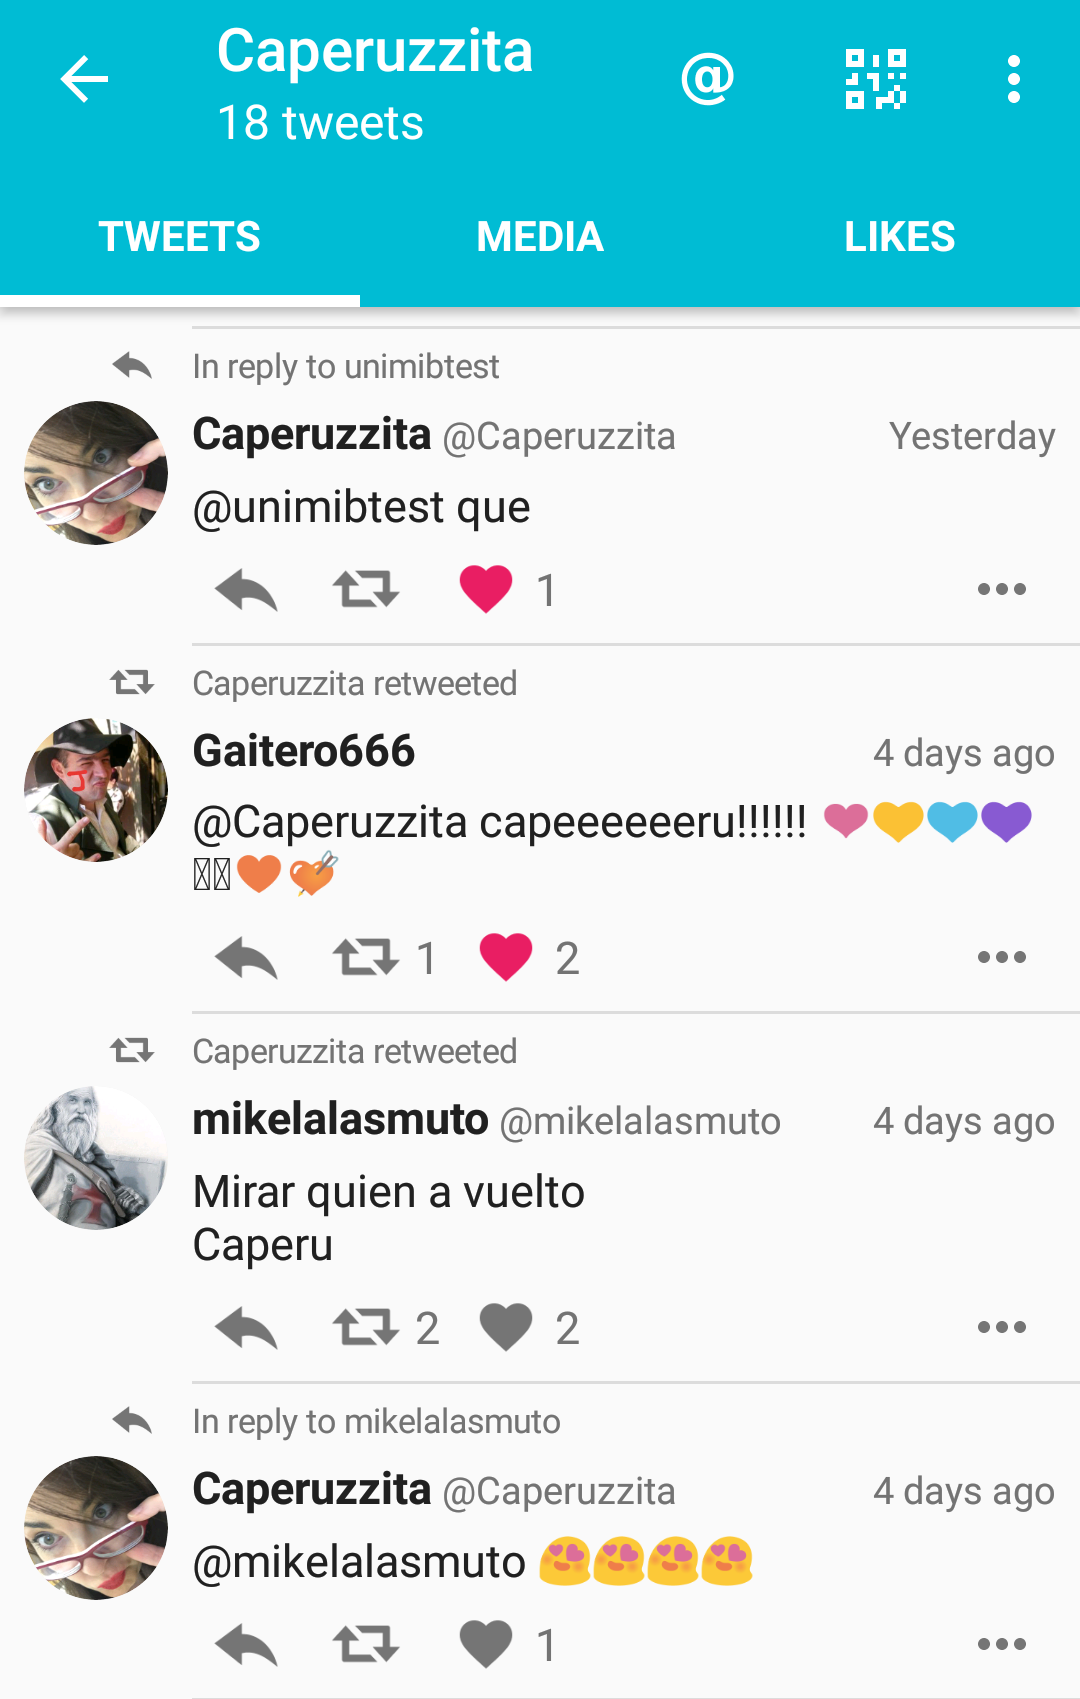 Caperuzzita
18 tweets
TWEETS MEDIA LIKES
In reply to unimibtest
Caperuzzita @Caperuzzita Yesterday
@unimibtest que
1
Caperuzzita retweeted
Gaitero666 4 days ago
@Caperuzzita capeeeeeeru!!!!!! 💗💛💙💜
🧡💘
1 2
Caperuzzita retweeted
mikelalasmuto @mikelalasmuto 4 days ago
Mirar quien a vuelto
Caperu
2 2
In reply to mikelalasmuto
Caperuzzita @Caperuzzita 4 days ago
@mikelalasmuto 😍😍😍😍
1